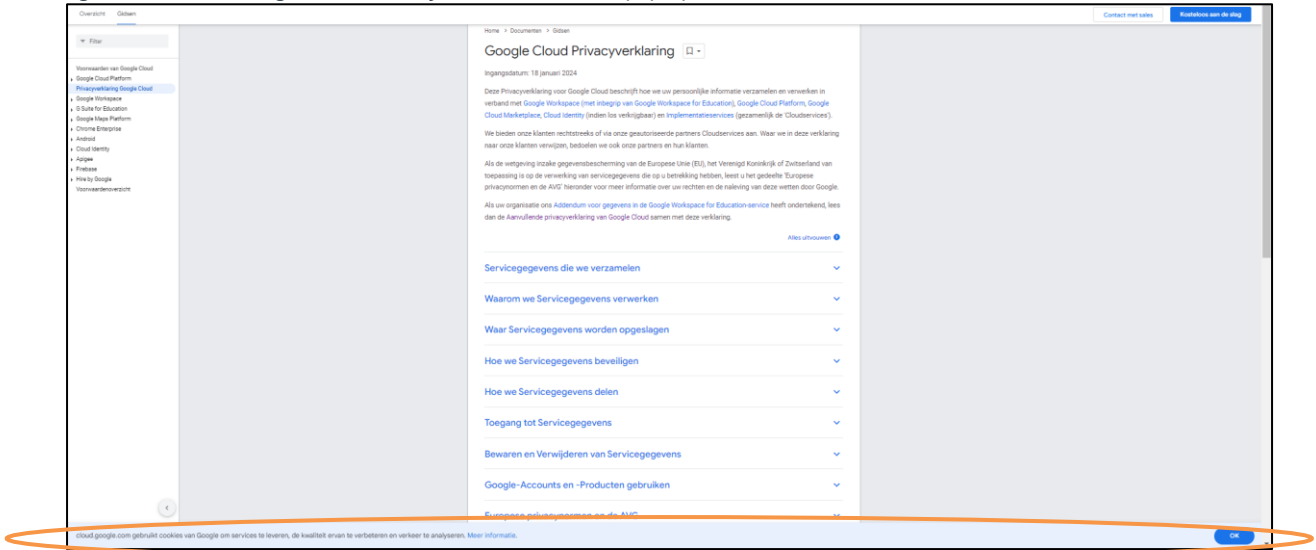 Overzicht Gidsen
Contact met sales Kosteloos aan de slag
Filter
Voorwaarden van Google Cloud
Google Cloud Platform
Privacyverklaring Google Cloud
Google Workspace
G Suite for Education
Google Maps Platform
Chrome Enterprise
Android
Cloud Identity
Apigee
Firebase
Hire by Google
Voorwaardenoverzicht
Home > Documenten > Gidsen
Google Cloud Privacyverklaring
Ingangsdatum: 18 januari 2024
Deze Privacyverklaring voor Google Cloud beschrijft hoe we uw persoonlijke informatie verzamelen en verwerken in
verband met Google Workspace (met inbegrip van Google Workspace for Education), Google Cloud Platform, Google
Cloud Marketplace, Cloud Identity (indien los verkrijgbaar) en Implementatieservices (gezamenlijk de 'Cloudservices').
We bieden onze klanten rechtstreeks of via onze geautoriseerde partners Cloudservices aan. Waar we in deze verklaring
naar onze klanten verwijzen, bedoelen we ook onze partners en hun klanten.
Als de wetgeving inzake gegevensbescherming van de Europese Unie (EU), het Verenigd Koninkrijk of Zwitserland van
toepassing is op de verwerking van servicegegevens die op u betrekking hebben, leest u het gedeelte 'Europese
privacynormen en de AVG' hieronder voor meer informatie over uw rechten en de naleving van deze wetten door Google.
Als uw organisatie ons Addendum voor gegevens in de Google Workspace for Education-service heeft ondertekend, lees
dan de Aanvullende privacyverklaring van Google Cloud samen met deze verklaring.
Alles uitvouwen
Servicegegevens die we verzamelen
Waarom we Servicegegevens verwerken
Waar Servicegegevens worden opgeslagen
Hoe we Servicegegevens beveiligen
Hoe we Servicegegevens delen
Toegang tot Servicegegevens
Bewaren en Verwijderen van Servicegegevens
Google-Accounts en -Producten gebruiken
Europese privacynormen en de AVG
cloud.google.com gebruikt cookies van Google om services te leveren, de kwaliteit ervan te verbeteren en verkeer te analyseren. Meer informatie. OK